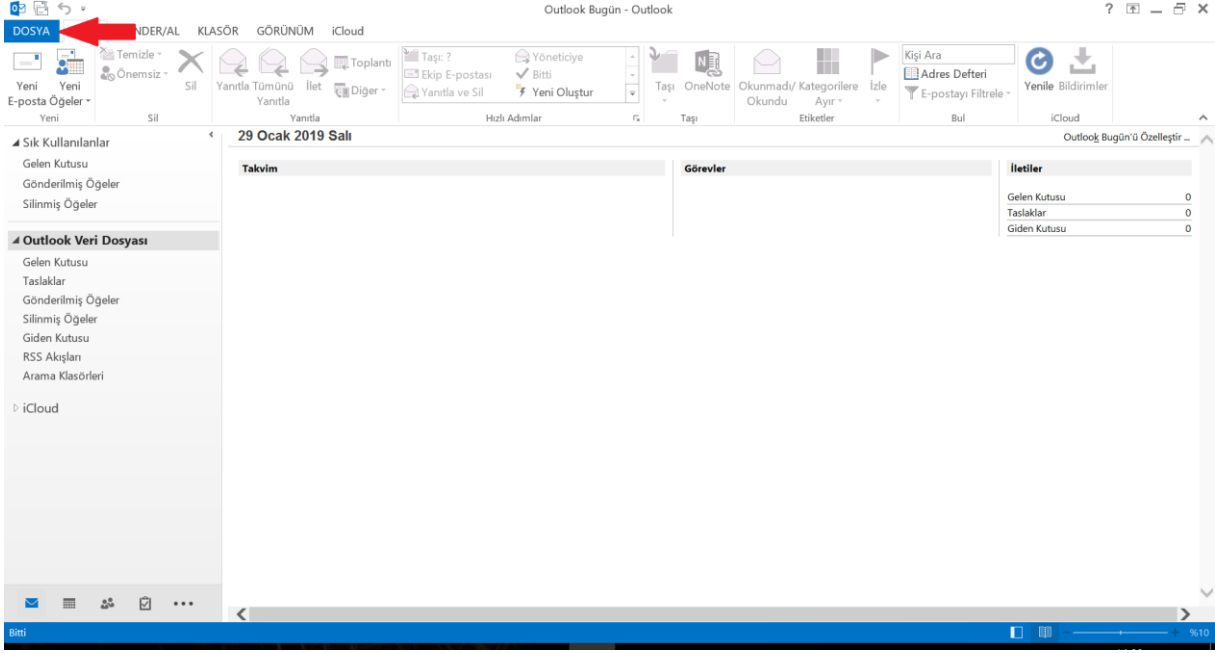 Outlook Bugün - Outlook
DOSYA
NDER/AL KLASÖR GÖRÜNÜM iCloud
Yeni E-posta
Yeni Öğeler
Temizle
Önemsiz
Sil
Yanıtla
Tümünü Yanıtla
İlet
Toplantı
Diğer
Taşı: ?
Ekip E-postası
Yanıtla ve Sil
Yöneticiye
Bitti
Yeni Oluştur
Taşı
OneNote
Okunmadı/ Okundu
Kategorilere Ayır
İzle
Kişi Ara
Adres Defteri
E-postayı Filtrele
Yenile
Bildirimler
Yeni
Sil
Yanıtla
Hızlı Adımlar
Taşı
Etiketler
Bul
iCloud
Sık Kullanılanlar
Gelen Kutusu
Gönderilmiş Öğeler
Silinmiş Öğeler
Outlook Veri Dosyası
Gelen Kutusu
Taslaklar
Gönderilmiş Öğeler
Silinmiş Öğeler
Giden Kutusu
RSS Akışları
Arama Klasörleri
iCloud
29 Ocak 2019 Salı
Outlook Bugün'ü Özelleştir ...
Takvim
Görevler
İletiler
Gelen Kutusu 0
Taslaklar 0
Giden Kutusu 0
Bitti
%10